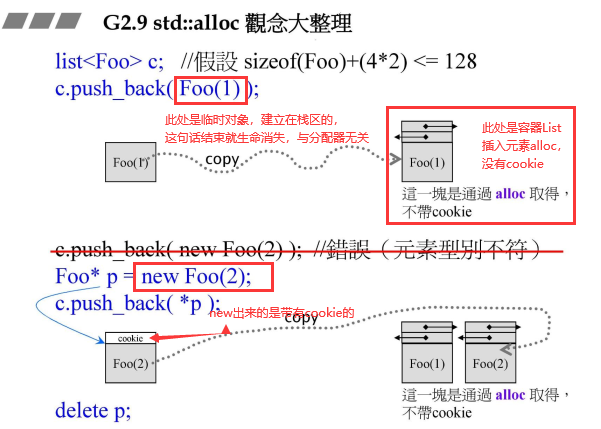 G2.9 std::alloc 觀念大整理
list<Foo> c; //假設 sizeof(Foo)+(4*2) <= 128
c.push_back( Foo(1) );
此处是临时对象，建立在栈区的，
这句话结束就生命消失，与分配器无关
Foo(1)
copy
Foo(1)
此处是容器List
插入元素alloc，
没有cookie
這一塊是通過 alloc 取得，
不帶cookie
c.push_back( new Foo(2) ); //錯誤（元素型別不符）
Foo* p = new Foo(2);
c.push_back( *p );
new出来的是带有cookie的
copy
cookie
Foo(2)
Foo(1)
Foo(2)
這一塊是通過 alloc 取得，
不帶cookie
delete p;